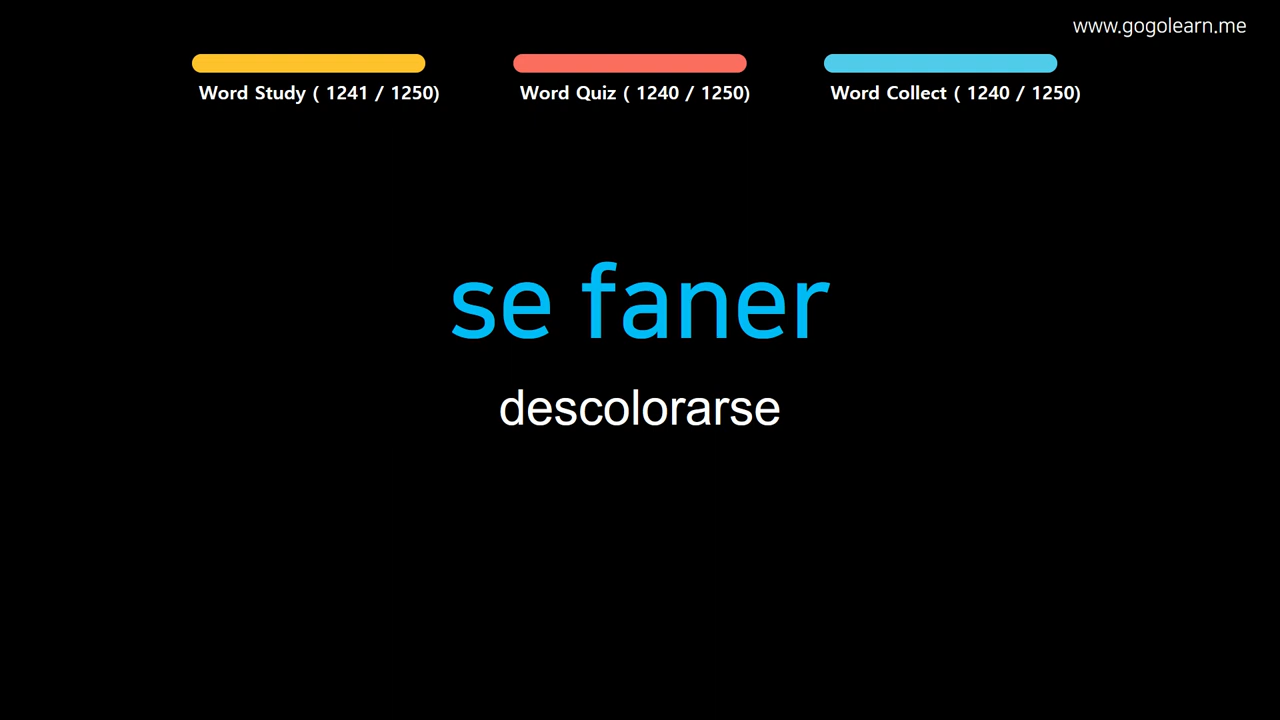 www.gogolearn.me
Word Study ( 1241 / 1250)
Word Quiz ( 1240 / 1250)
Word Collect ( 1240 / 1250)
se faner
descolorarse